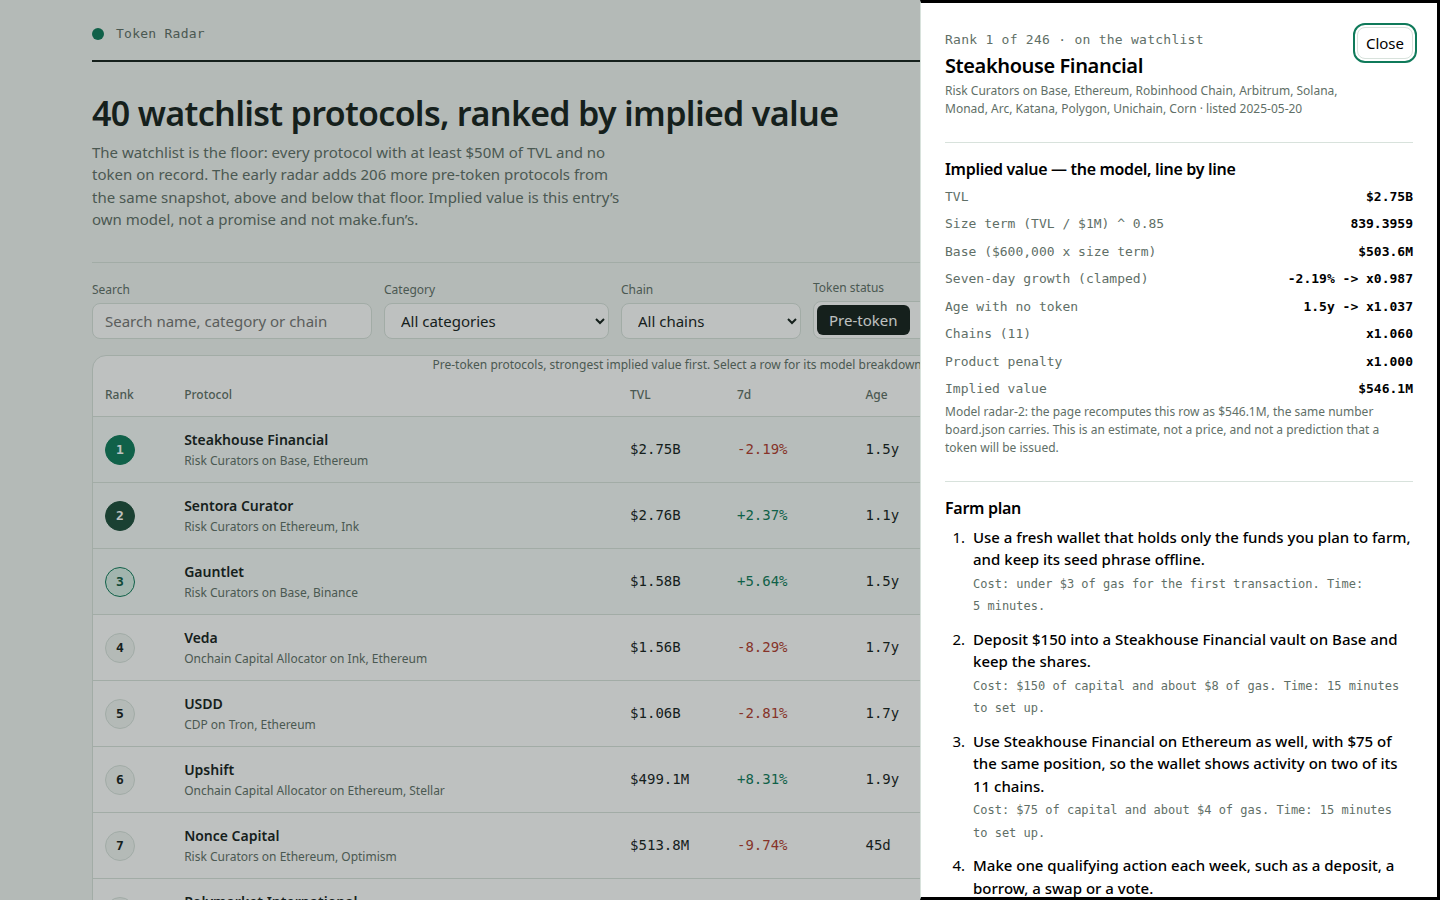 Token Radar
40 watchlist protocols, ranked by implied value
The watchlist is the floor: every protocol with at least $50M of TVL and no
token on record. The early radar adds 206 more pre-token protocols from
the same snapshot, above and below that floor. Implied value is this entry's
own model, not a promise and not make.fun's.
Search
Category
Chain
Token status
Search name, category or chain
All categories
All chains
Pre-token
Pre-token protocols, strongest implied value first. Select a row for its model breakdown
Rank
Protocol
TVL
7d
Age
1
Steakhouse Financial
Risk Curators on Base, Ethereum
$2.75B
-2.19%
1.5y
2
Sentora Curator
Risk Curators on Ethereum, Ink
$2.76B
+2.37%
1.1y
3
Gauntlet
Risk Curators on Base, Binance
$1.58B
+5.64%
1.5y
4
Veda
Onchain Capital Allocator on Ink, Ethereum
$1.56B
-8.29%
1.7y
5
USDD
CDP on Tron, Ethereum
$1.06B
-2.81%
1.7y
6
Upshift
Onchain Capital Allocator on Ethereum, Stellar
$499.1M
+8.31%
1.9y
7
Nonce Capital
Risk Curators on Ethereum, Optimism
$513.8M
-9.74%
45d
Polymarket International
Rank 1 of 246 · on the watchlist
Close
Steakhouse Financial
Risk Curators on Base, Ethereum, Robinhood Chain, Arbitrum, Solana,
Monad, Arc, Katana, Polygon, Unichain, Corn · listed 2025-05-20
Implied value — the model, line by line
TVL
$2.75B
Size term (TVL / $1M) ^ 0.85
839.3959
Base ($600,000 x size term)
$503.6M
Seven-day growth (clamped)
-2.19% -> x0.987
Age with no token
1.5y -> x1.037
Chains (11)
x1.060
Product penalty
x1.000
Implied value
$546.1M
Model radar-2: the page recomputes this row as $546.1M, the same number
board.json carries. This is an estimate, not a price, and not a prediction that a
token will be issued.
Farm plan
1. Use a fresh wallet that holds only the funds you plan to farm,
and keep its seed phrase offline.
Cost: under $3 of gas for the first transaction. Time:
5 minutes.
2. Deposit $150 into a Steakhouse Financial vault on Base and
keep the shares.
Cost: $150 of capital and about $8 of gas. Time: 15 minutes
to set up.
3. Use Steakhouse Financial on Ethereum as well, with $75 of
the same position, so the wallet shows activity on two of its
11 chains.
Cost: $75 of capital and about $4 of gas. Time: 15 minutes
to set up.
4. Make one qualifying action each week, such as a deposit, a
borrow, a swap or a vote.